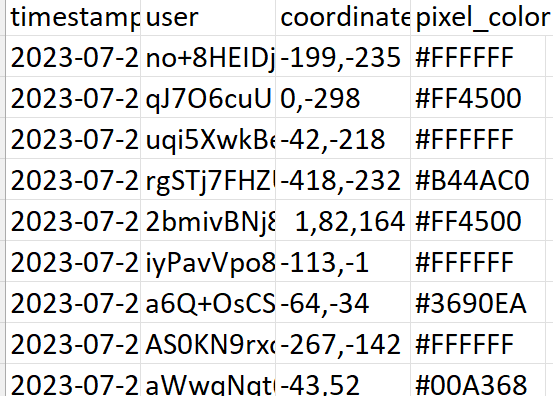 timestamp user coordinate pixel_color
2023-07-2 no+8HEIDj -199,-235 #FFFFFF
2023-07-2 qJ7O6cuU 0,-298 #FF4500
2023-07-2 uqi5XwkBe -42,-218 #FFFFFF
2023-07-2 rgSTj7FHZU -418,-232 #B44AC0
2023-07-2 2bmivBNj8 1,82,164 #FF4500
2023-07-2 iyPavVpo8 -113,-1 #FFFFFF
2023-07-2 a6Q+OsCS -64,-34 #3690EA
2023-07-2 AS0KN9rxc -267,-142 #FFFFFF
2023-07-2 aWwqNqt -43,52 #00A368